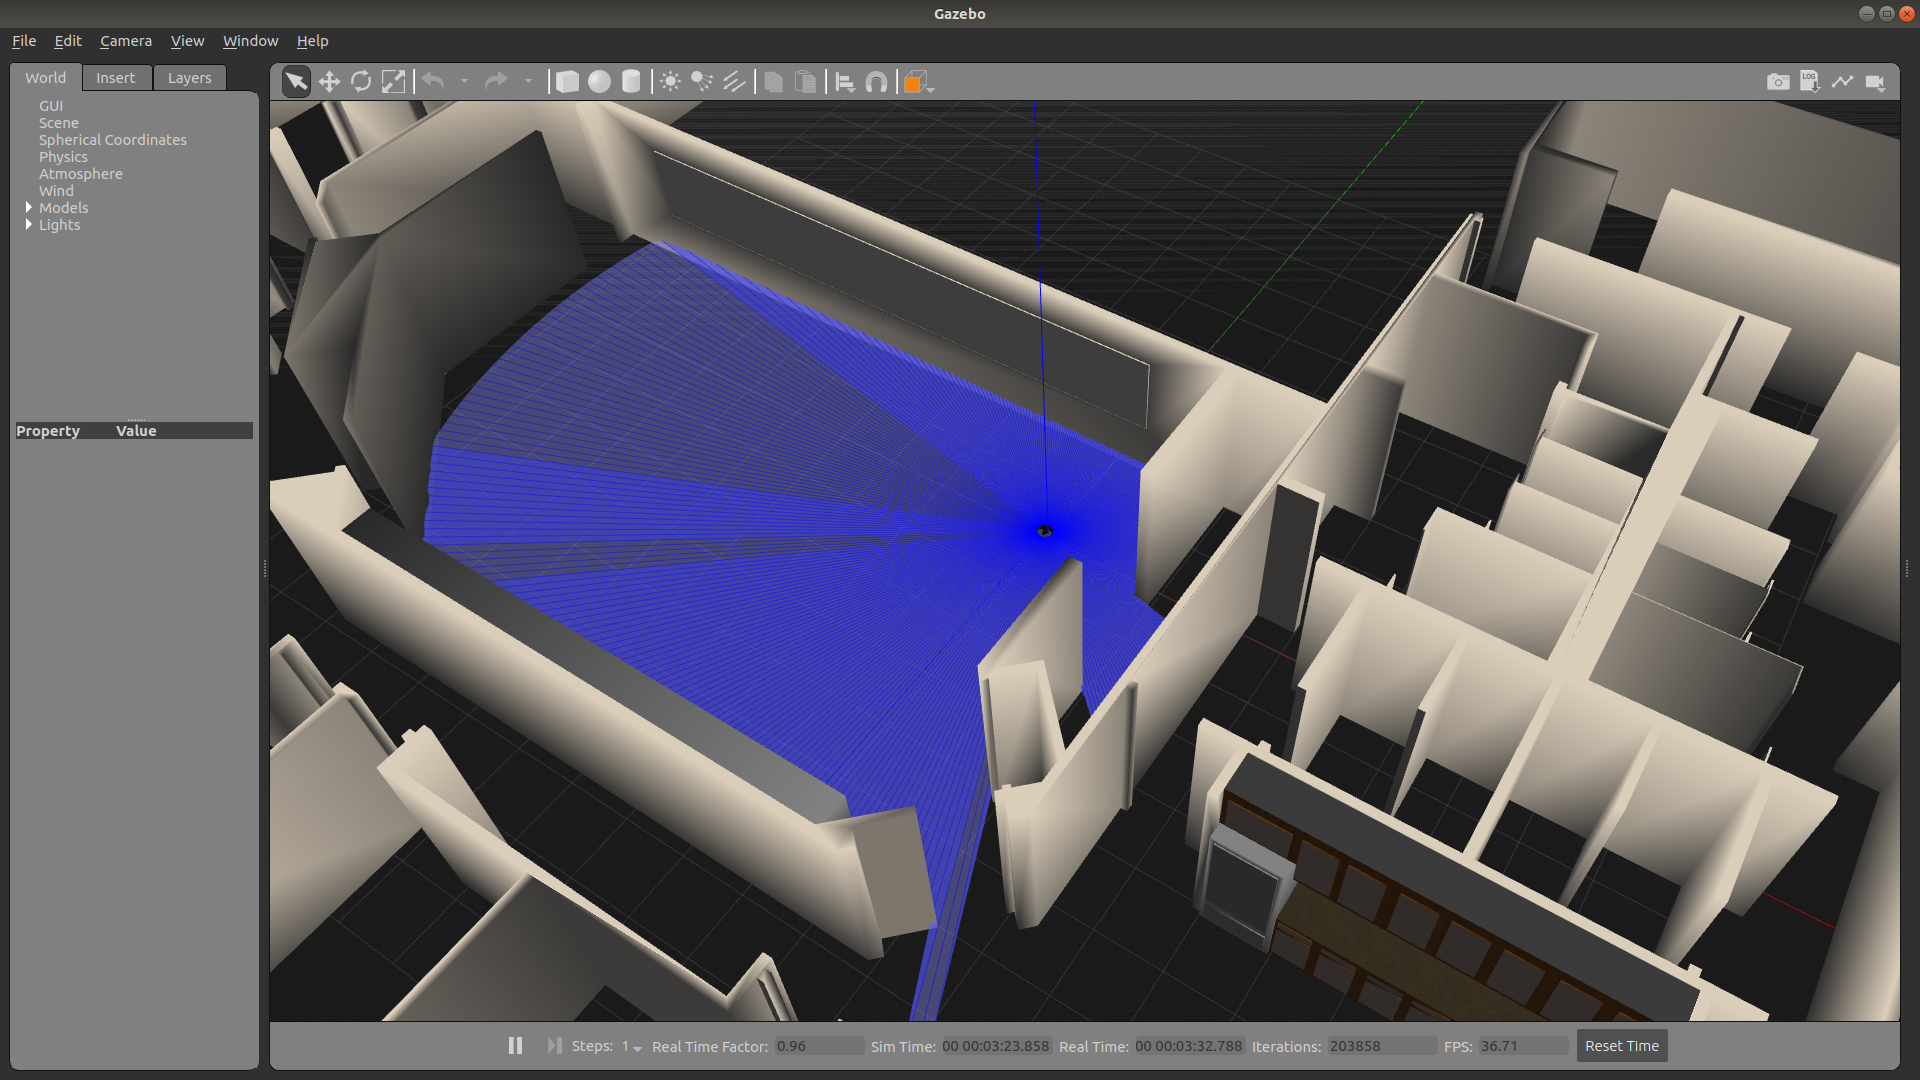 Gazebo
File Edit Camera View Window Help
World Insert Layers
LOG
GUI
Scene
Spherical Coordinates
Physics
Atmosphere
Wind
Models
Lights
Property Value
Steps: 1 Real Time Factor: 0.96 Sim Time: 00 00:03:23.858 Real Time: 00 00:03:32.788 Iterations: 203858 FPS: 36.71 Reset Time